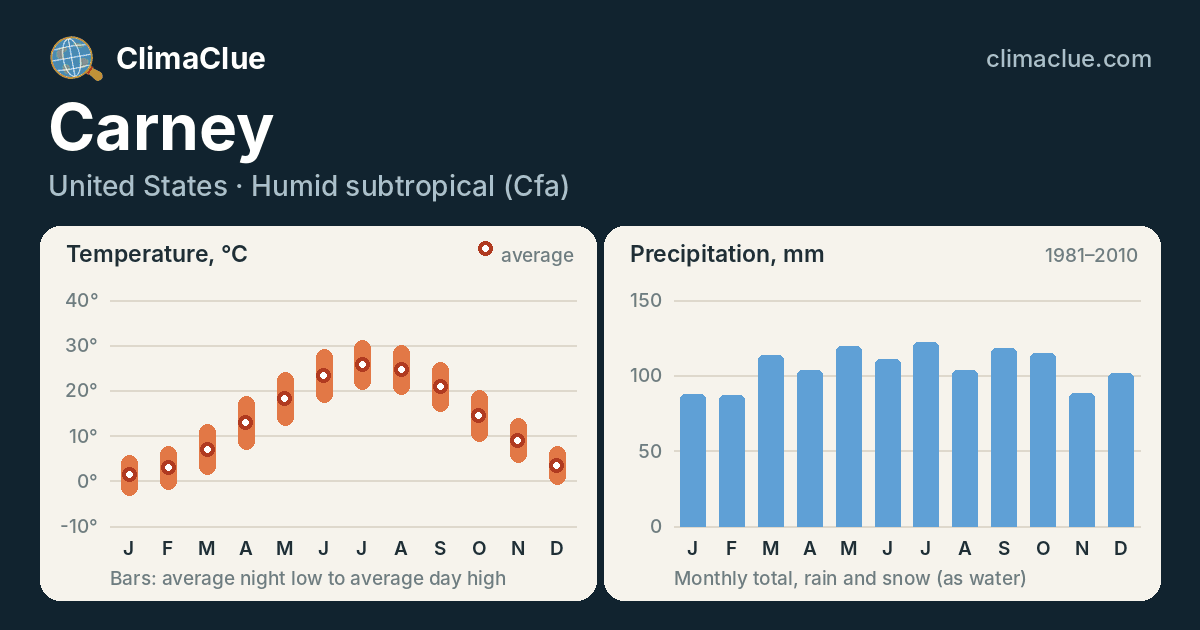 ClimaClue
climaclue.com
Carney
United States · Humid subtropical (Cfa)
Temperature, °C
average
40°
30°
20°
10°
0°
-10°
J F M A M J J A S O N D
Bars: average night low to average day high
Precipitation, mm
1981–2010
150
100
50
0
J F M A M J J A S O N D
Monthly total, rain and snow (as water)